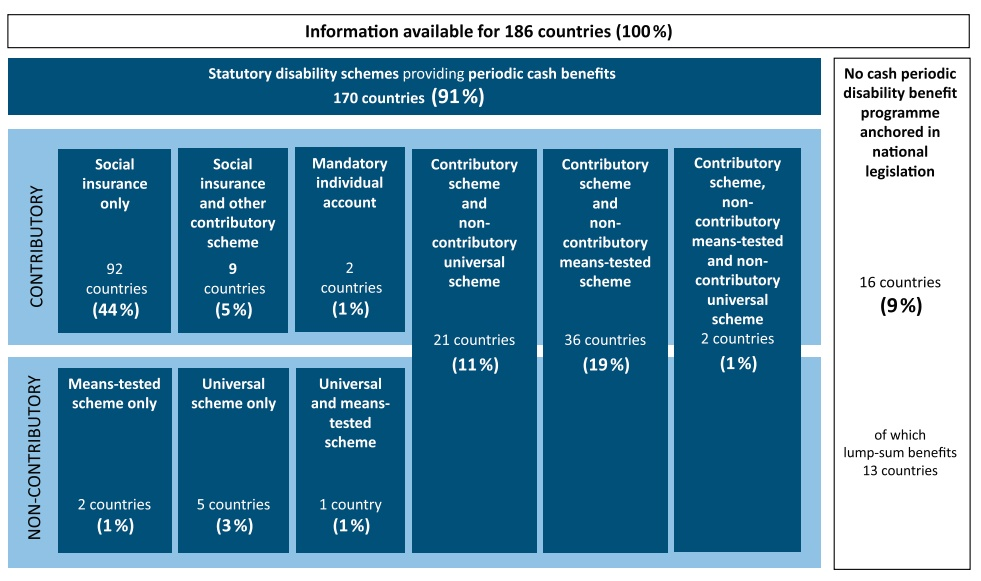 Information available for 186 countries (100 %)
Statutory disability schemes providing periodic cash benefits
170 countries (91 %)
No cash periodic
disability benefit
programme
anchored in
national
legislation
16 countries
(9 %)
of which
lump-sum benefits
13 countries
CONTRIBUTORY
Social
insurance
only
92
countries
(44 %)
Social
insurance
and other
contributory
scheme
9
countries
(5 %)
Mandatory
individual
account
2
countries
(1 %)
Contributory
scheme
and
non-
contributory
universal
scheme
21 countries
(11 %)
Contributory
scheme
and
non-
contributory
means-tested
scheme
36 countries
(19 %)
Contributory
scheme,
non-
contributory
means-tested
and non-
contributory
universal
scheme
2 countries
(1 %)
NON-CONTRIBUTORY
Means-tested
scheme only
2 countries
(1 %)
Universal
scheme only
5 countries
(3 %)
Universal
and means-
tested
scheme
1 country
(1 %)